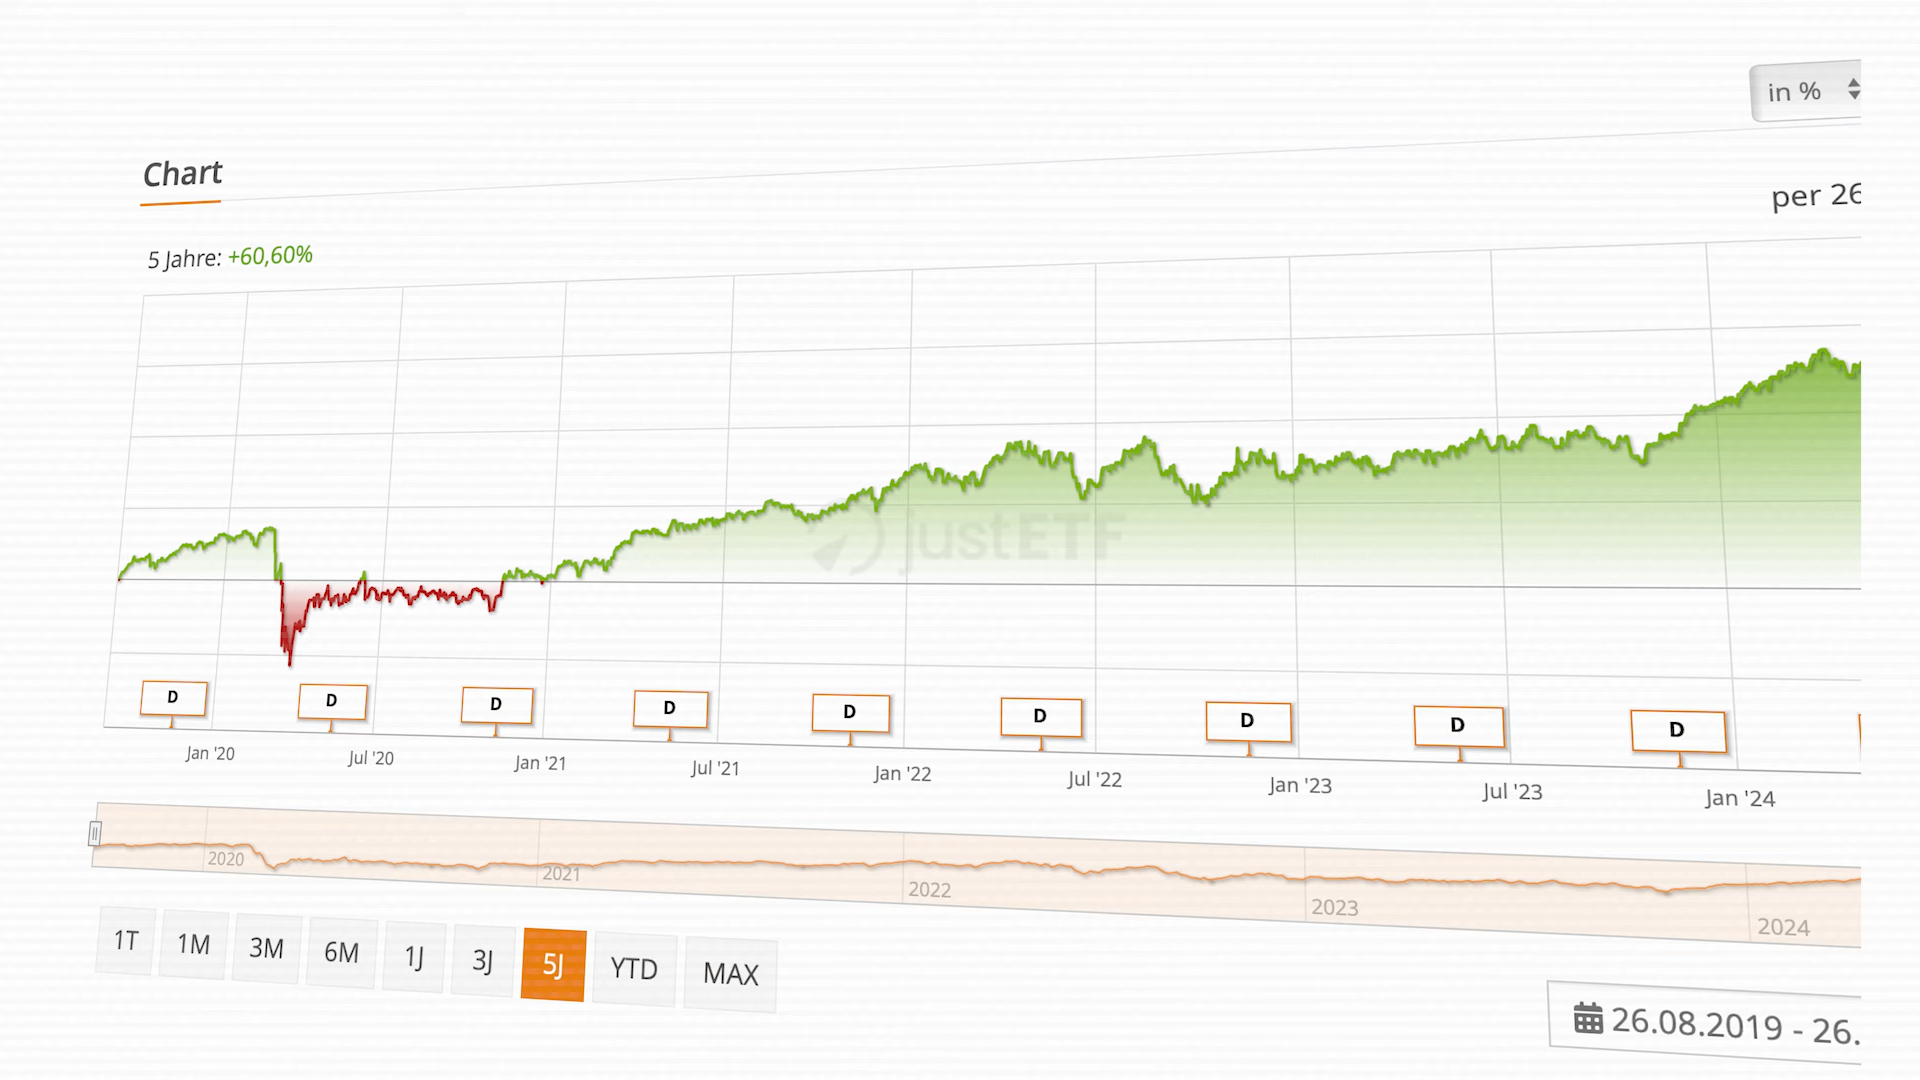 in %
Chart
per 26
5 Jahre: +60,60%
justETF
D D D D D D D D D
Jan '20 Jul '20 Jan '21 Jul '21 Jan '22 Jul '22 Jan '23 Jul '23 Jan '24
2020 2021 2022 2023 2024
1T 1M 3M 6M 1J 3J 5J YTD MAX
26.08.2019 - 26.